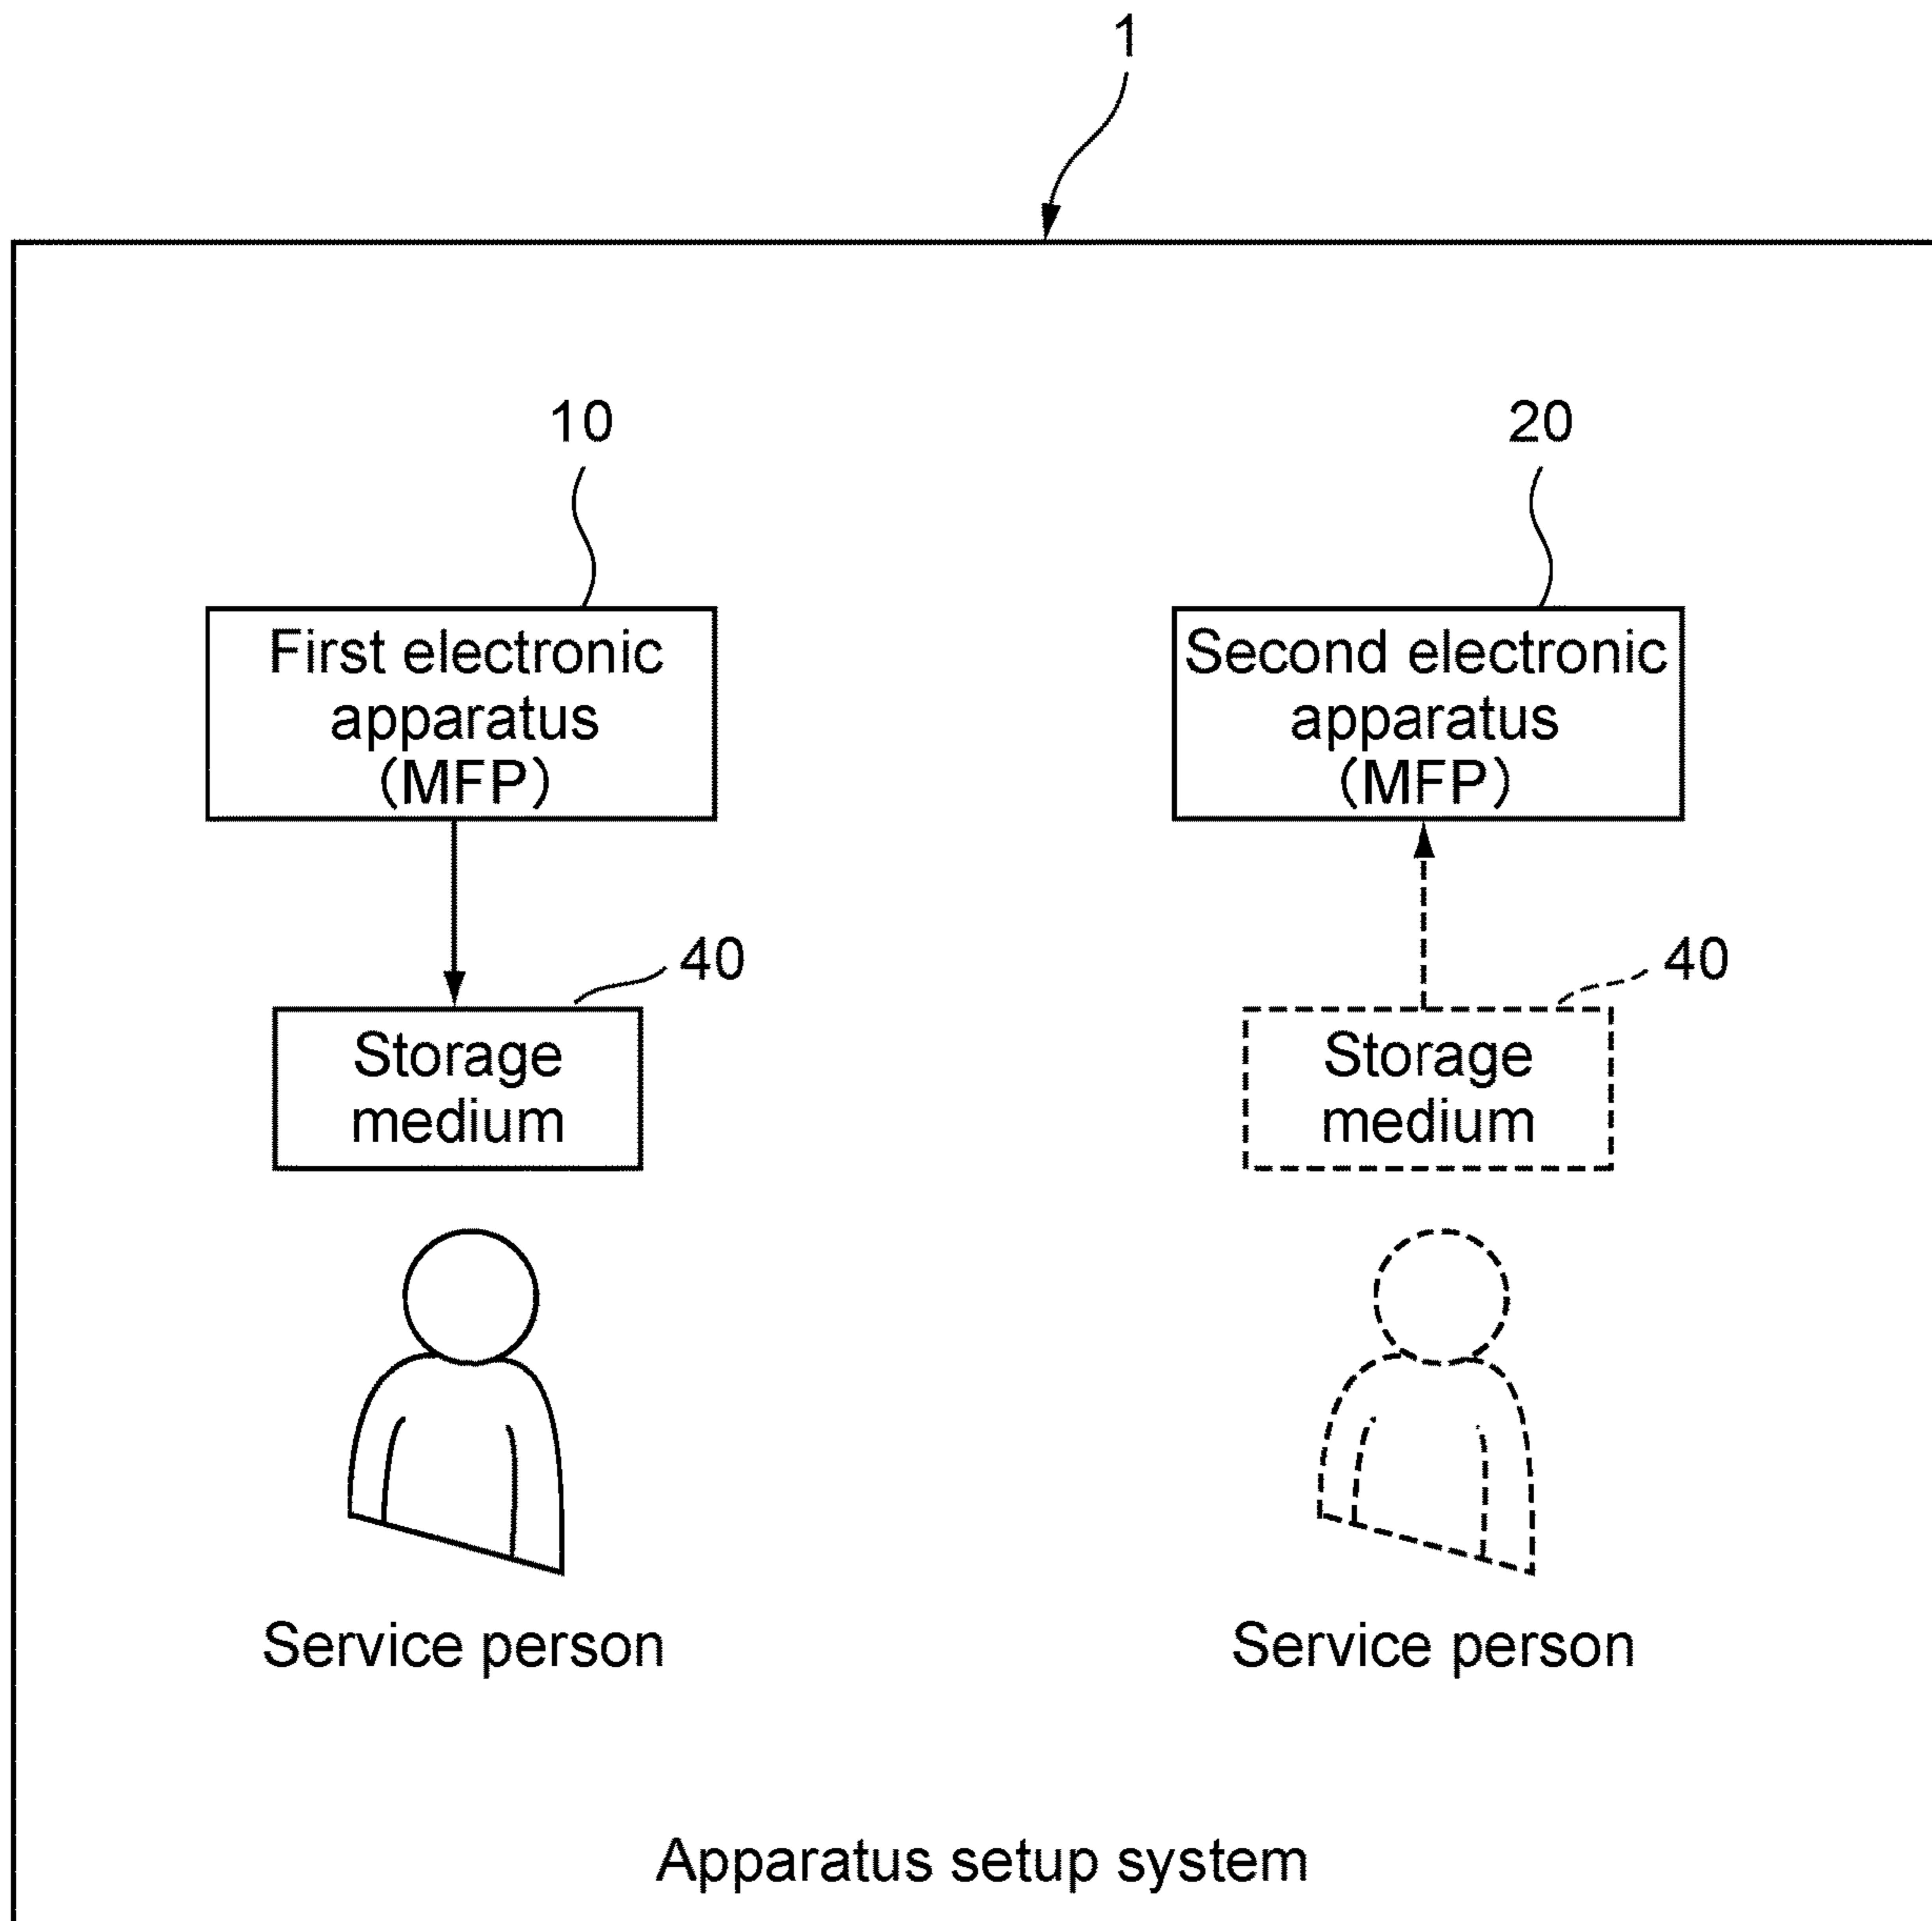 1
10
20
First electronic
apparatus
(MFP)
Second electronic
apparatus
(MFP)
40
40
Storage
medium
Storage
medium
Service person
Service person
Apparatus setup system